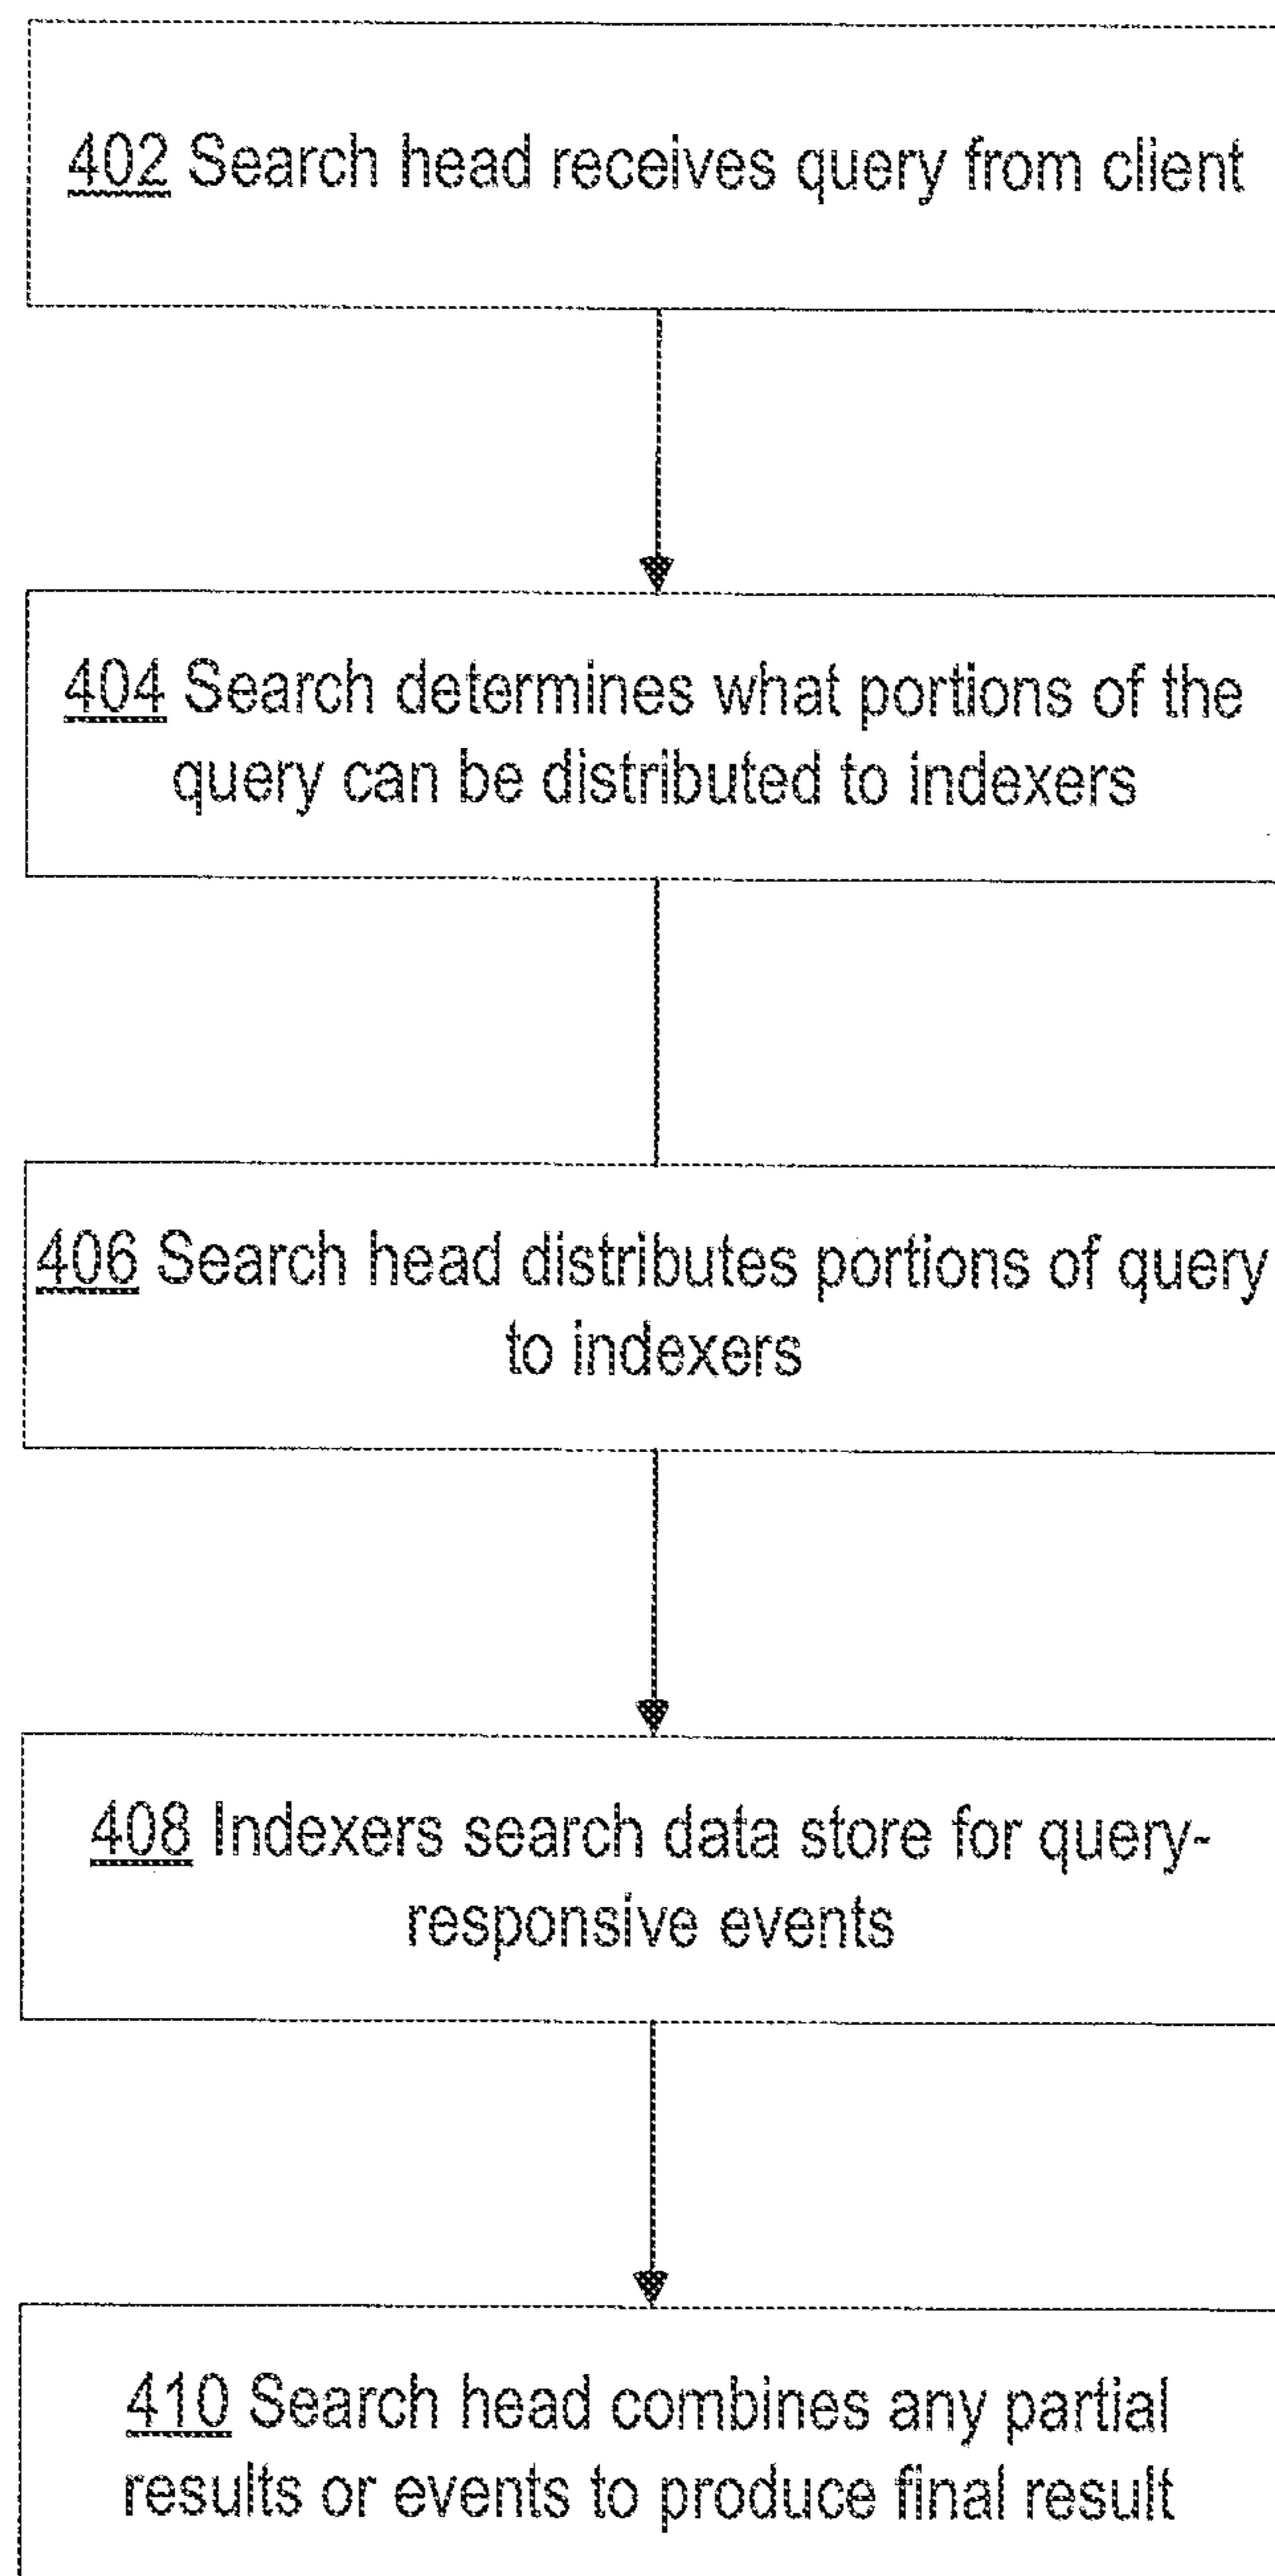 402 Search head receives query from client
404 Search determines what portions of the
query can be distributed to indexers
406 Search head distributes portions of query
to indexers
408 Indexers search data store for query-
responsive events
410 Search head combines any partial
results or events to produce final result